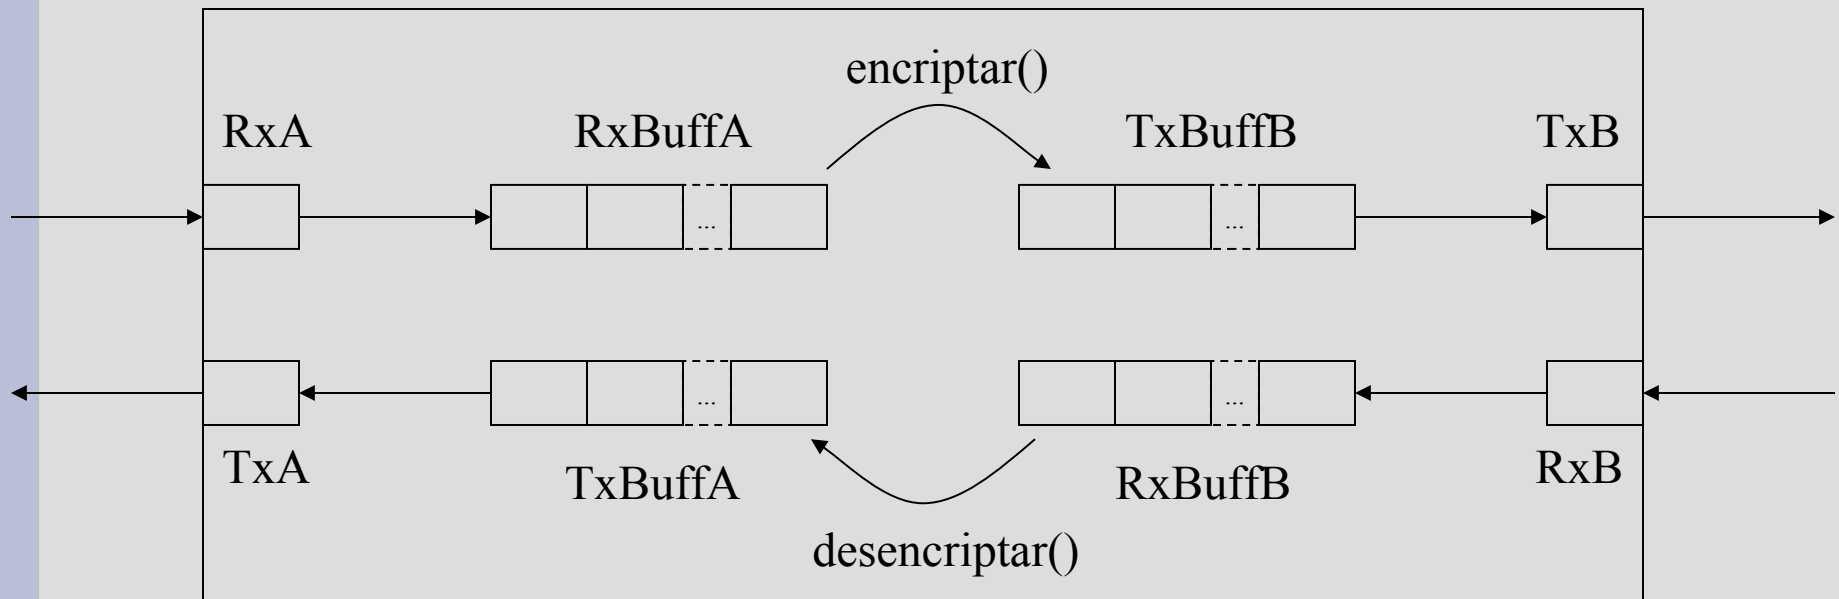 encriptar()
RxA
RxBuffA
TxBuffB
TxB
...
...
...
...
TxA
TxBuffA
RxBuffB
RxB
desencriptar()